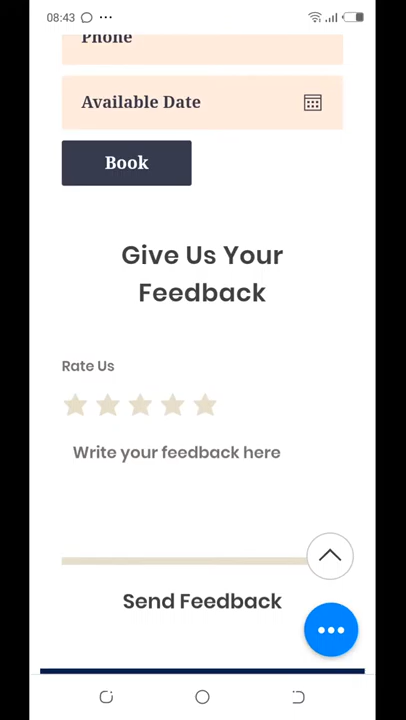 08:43
Phone
Available Date
Book
Give Us Your
Feedback
Rate Us
Write your feedback here
Send Feedback